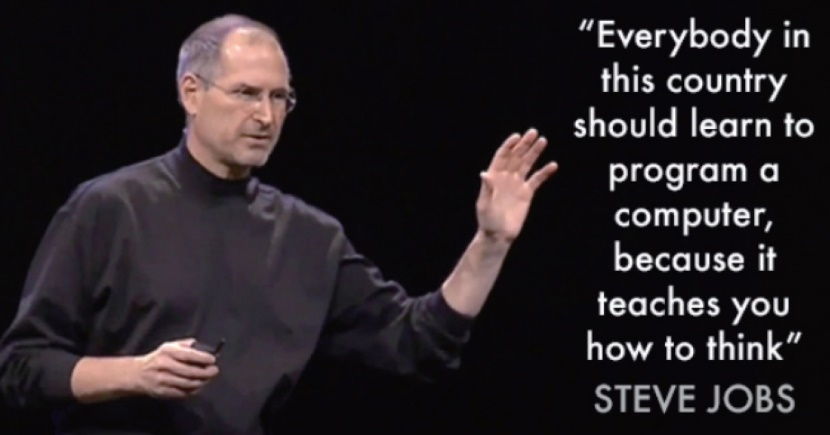 “Everybody in
this country
should learn to
program a
computer,
because it
teaches you
how to think”
STEVE JOBS